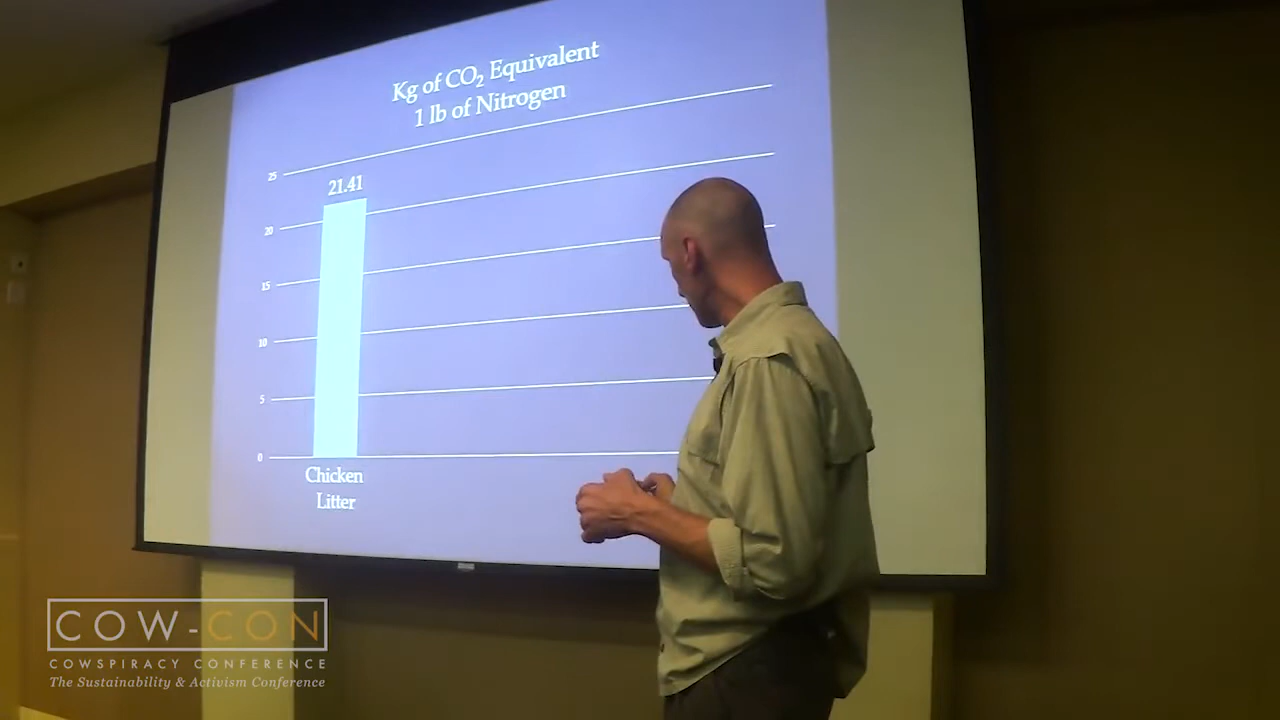 Kg of CO₂ Equivalent
1 lb of Nitrogen
25
21.41
20
15
10
5
0
Chicken
Litter
COW-CON
COWSPIRACY CONFERENCE
The Sustainability & Activism Conference